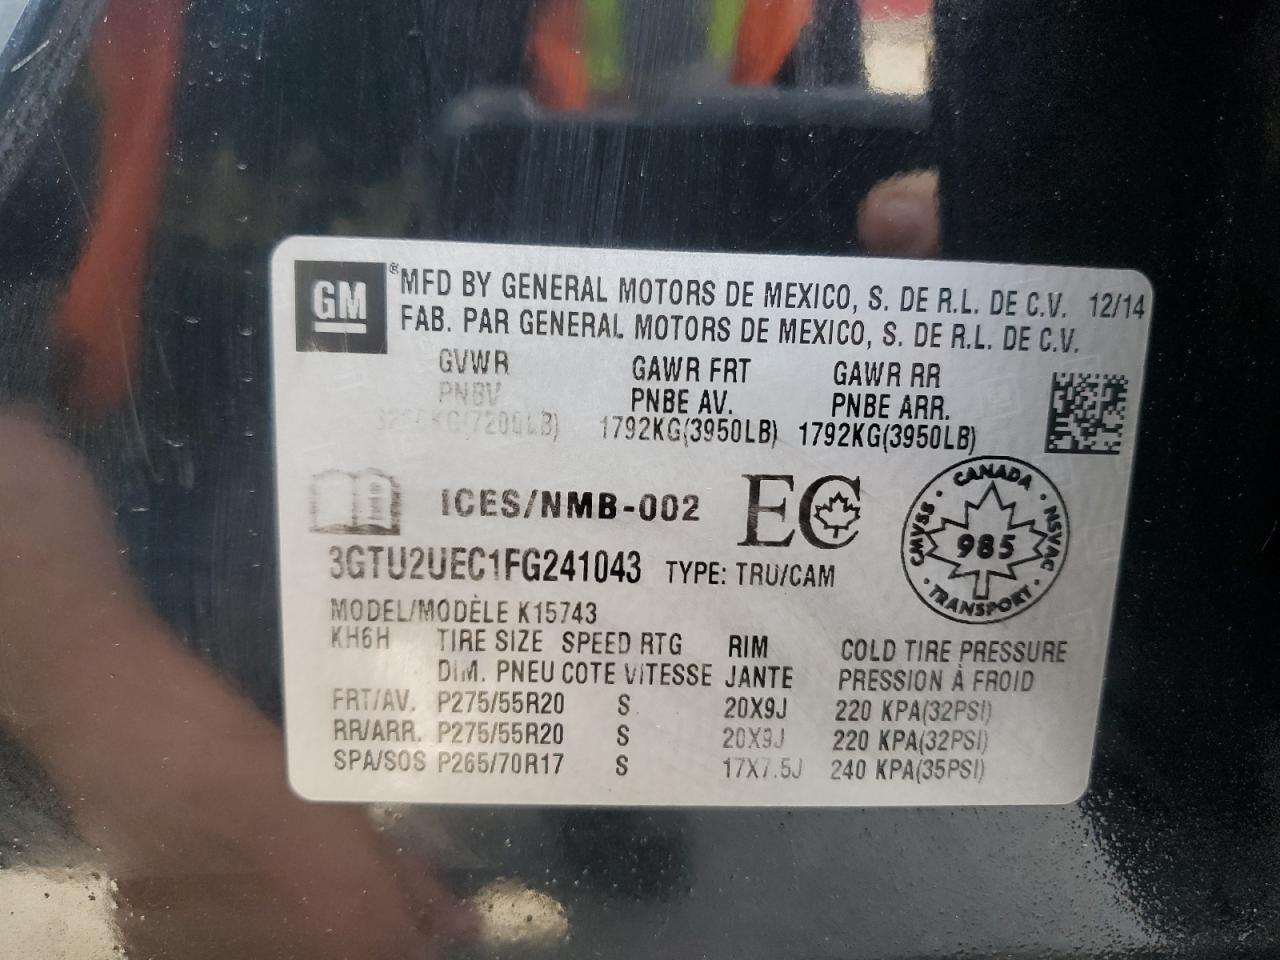 GM ® MFD BY GENERAL MOTORS DE MEXICO, S. DE R.L. DE C.V. 12/14
FAB. PAR GENERAL MOTORS DE MEXICO, S. DE R.L. DE C.V.
GVWR GAWR FRT GAWR RR
PNBV PNBE AV. PNBE ARR.
(7200LB) 1792KG(3950LB) 1792KG(3950LB)
ICES/NMB-002 EC
CANADA
CMVSS 985 NSVAC
TRANSPORT
3GTU2UEC1FG241043 TYPE: TRU/CAM
MODEL/MODÈLE K15743
KH6H TIRE SIZE SPEED RTG RIM COLD TIRE PRESSURE
DIM. PNEU COTE VITESSE JANTE PRESSION À FROID
FRT/AV. P275/55R20 S 20X9J 220 KPA(32PSI)
RR/ARR. P275/55R20 S 20X9J 220 KPA(32PSI)
SPA/SOS P265/70R17 S 17X7.5J 240 KPA(35PSI)